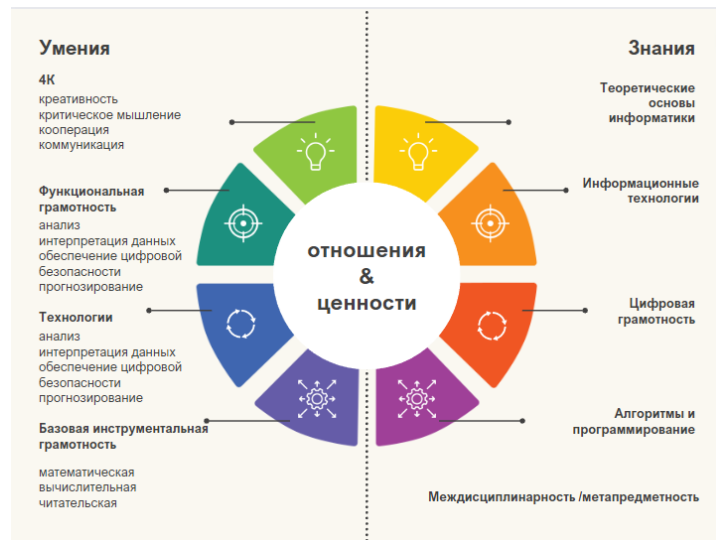 Умения
4К
креативность
критическое мышление
кооперация
коммуникация
Функциональная
грамотность
анализ
интерпретация данных
обеспечение цифровой
безопасности
прогнозирование
Технологии
анализ
интерпретация данных
обеспечение цифровой
безопасности
прогнозирование
Базовая инструментальная
грамотность
математическая
вычислительная
читательская
отношения
&
ценности
Знания
Теоретические
основы
информатики
Информационные
технологии
Цифровая
грамотность
Алгоритмы и
программирование
Междисциплинарность /метапредметность